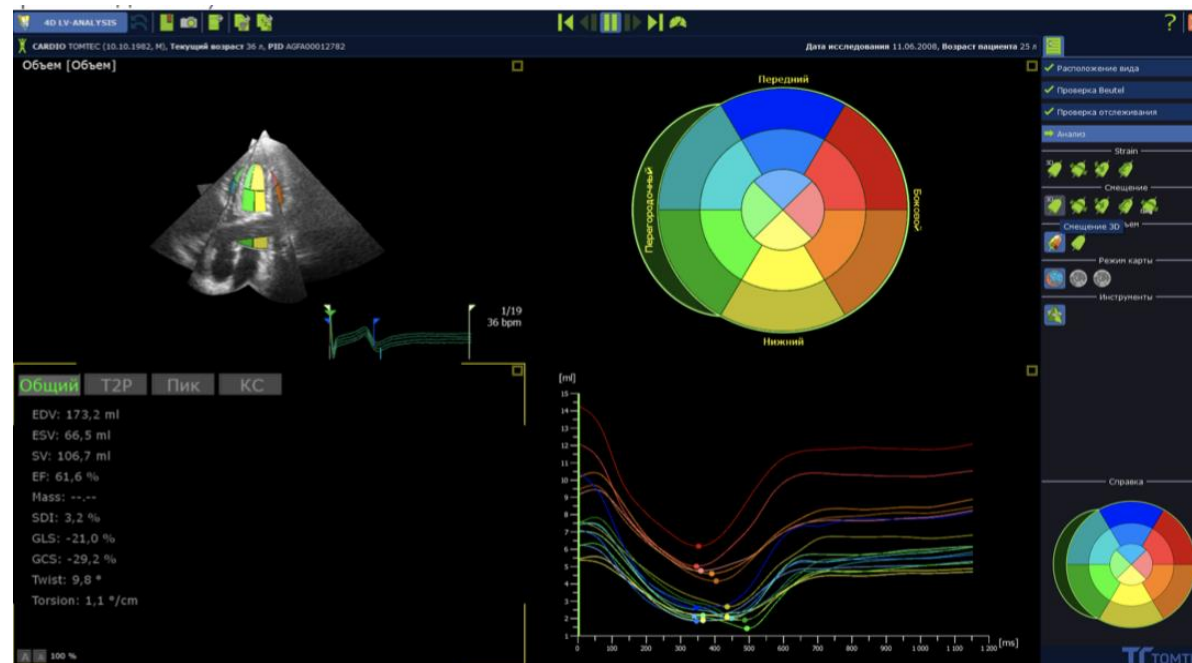 4D LV-ANALYSIS
?
CARDIO TOMTEC (10.10.1982, M), Текущий возраст 36 л, PID AGFA00012782
Дата исследования 11.06.2008, Возраст пациента 25 л
Объем [Объем]
1/19
36 bpm
Передний
Перегородочный
Боковой
Нижний
Расположение вида
Проверка Beutel
Проверка отслеживания
Анализ
Strain
3D
Смещение
Смещение 3D
Режим карты
Инструменты
Справка
Общий T2P Пик КС
EDV: 173,2 ml
ESV: 66,5 ml
SV: 106,7 ml
EF: 61,6 %
Mass: --,--
SDI: 3,2 %
GLS: -21,0 %
GCS: -29,2 %
Twist: 9,8 °
Torsion: 1,1 °/cm
A A 100 %
[ml]
15
14
13
12
11
10
9
8
7
6
5
4
3
2
1
0 100 200 300 400 500 600 700 800 900 1 000 1 100 1 200 [ms]
TOMTE